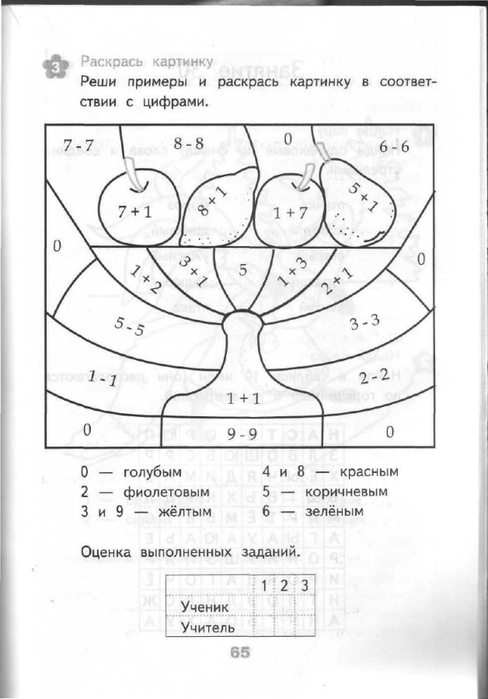 3 Раскрась картинку
Реши примеры и раскрась картинку в соответ-
ствии с цифрами.
7 - 7 8 - 8 0 6 - 6
7 + 1 8 + 1 1 + 7 5 + 1
0 1 + 2 3 + 1 5 1 + 3 2 + 1 0
5 - 5 3 - 3
1 - 1 2 - 2
1 + 1
0 9 - 9 0
0 — голубым 4 и 8 — красным
2 — фиолетовым 5 — коричневым
3 и 9 — жёлтым 6 — зелёным
Оценка выполненных заданий.
1 2 3
Ученик
Учитель
65